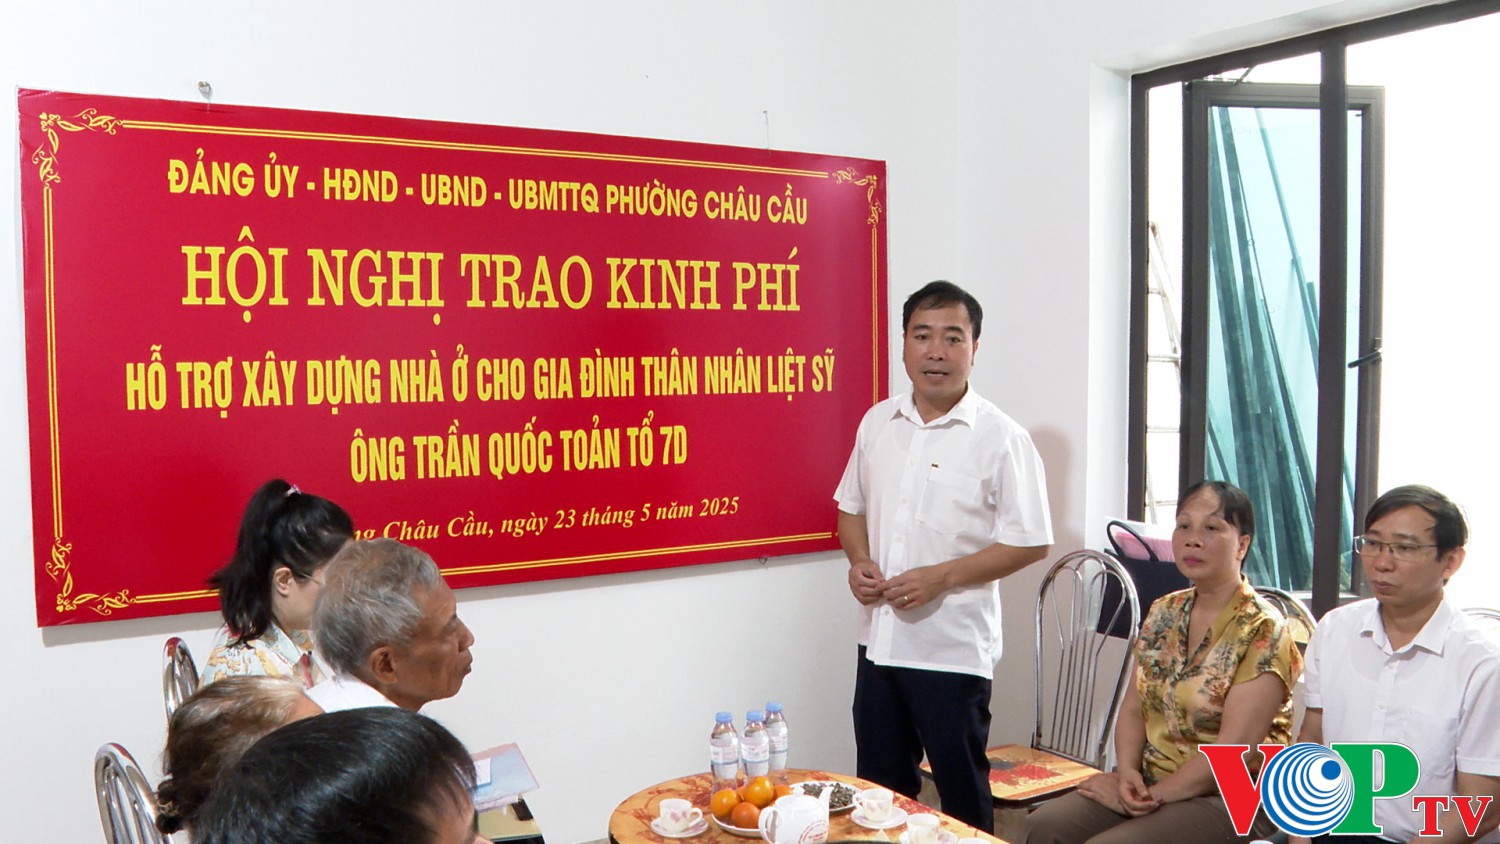 ĐẢNG ỦY - HĐND - UBND - UBMTTQ PHƯỜNG CHÂU CẦU
HỘI NGHỊ TRAO KINH PHÍ
HỖ TRỢ XÂY DỰNG NHÀ Ở CHO GIA ĐÌNH THÂN NHÂN LIỆT SỸ
ÔNG TRẦN QUỐC TOẢN TỔ 7D
Châu Cầu, ngày 23 tháng 5 năm 2025
VOPTV